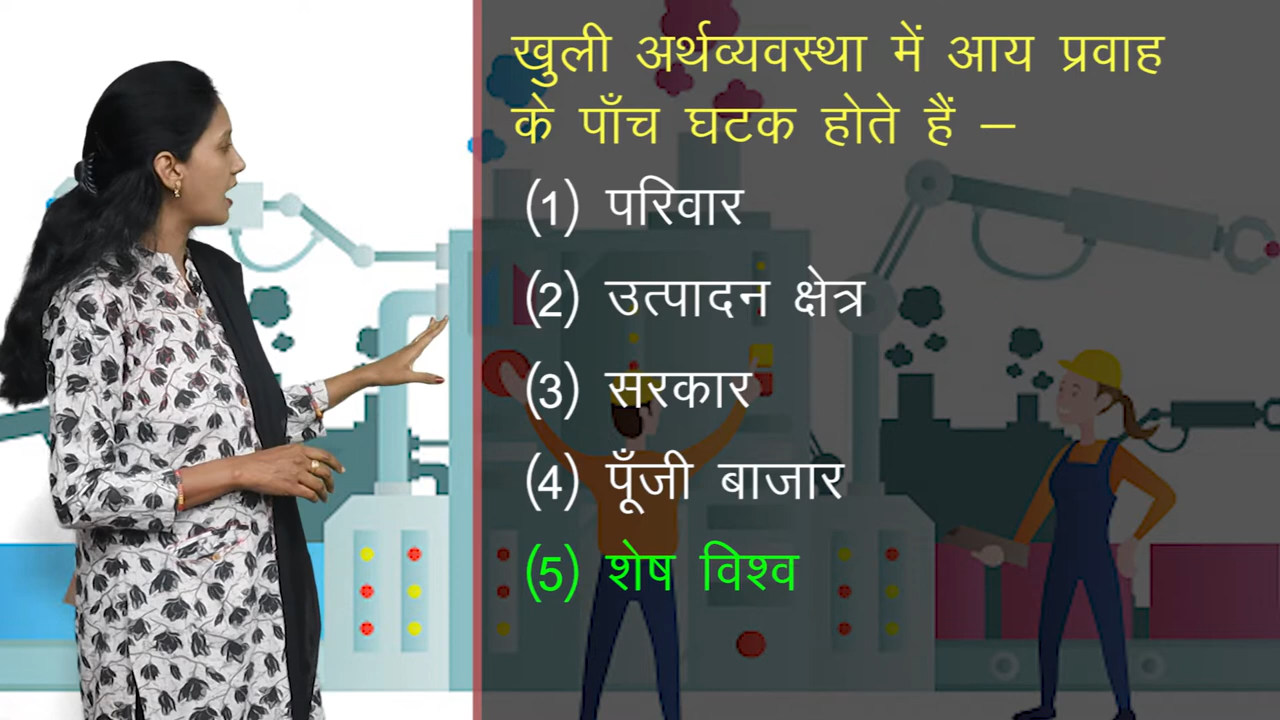 खुली अर्थव्यवस्था में आय प्रवाह
के पाँच घटक होते हैं –
(1) परिवार
(2) उत्पादन क्षेत्र
(3) सरकार
(4) पूँजी बाजार
(5) शेष विश्व